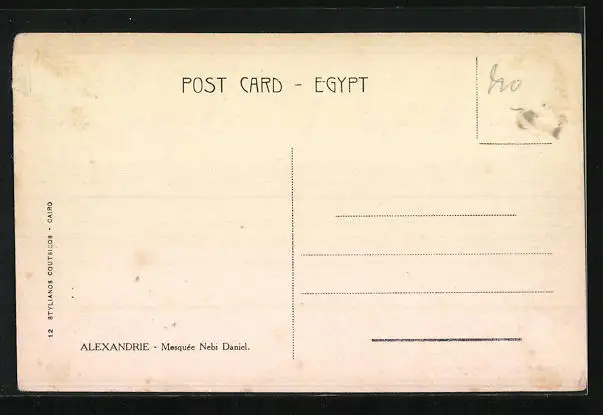 POST CARD - EGYPT
12 STYLIANOS COUTSICOS - CAIRO
ALEXANDRIE - Mosquée Nebi Daniel.